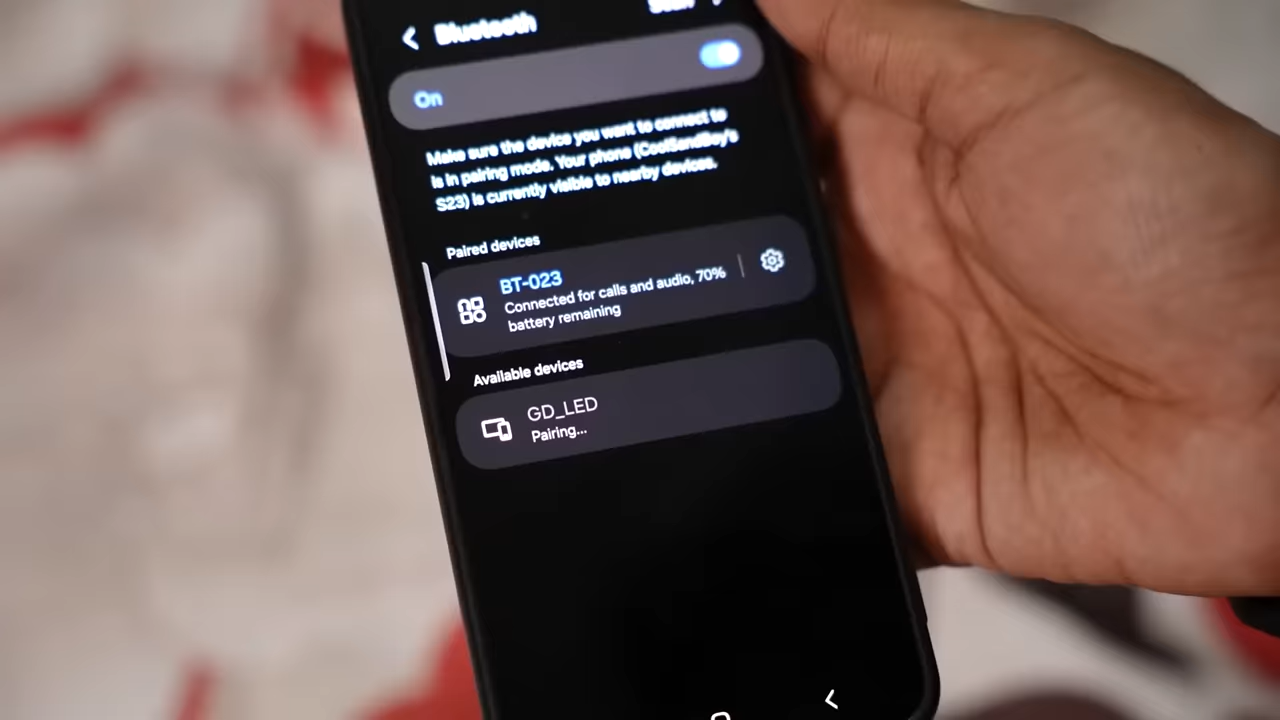 Bluetooth
Scan
On
Make sure the device you want to connect to
is in pairing mode. Your phone (CoolSandBoy's
S23) is currently visible to nearby devices.
Paired devices
BT-023
Connected for calls and audio, 70%
battery remaining
Available devices
GD_LED
Pairing...